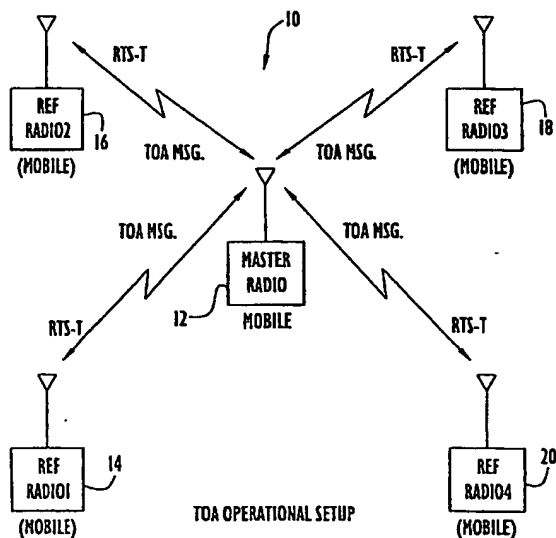 10
RTS-T
RTS-T
REF
RADIO2
16
(MOBILE)
REF
RADIO3
18
(MOBILE)
TOA MSG.
TOA MSG.
TOA MSG.
TOA MSG.
MASTER
RADIO
12
MOBILE
RTS-T
RTS-T
REF
RADIO1
14
(MOBILE)
REF
RADIO4
20
(MOBILE)
TOA OPERATIONAL SETUP